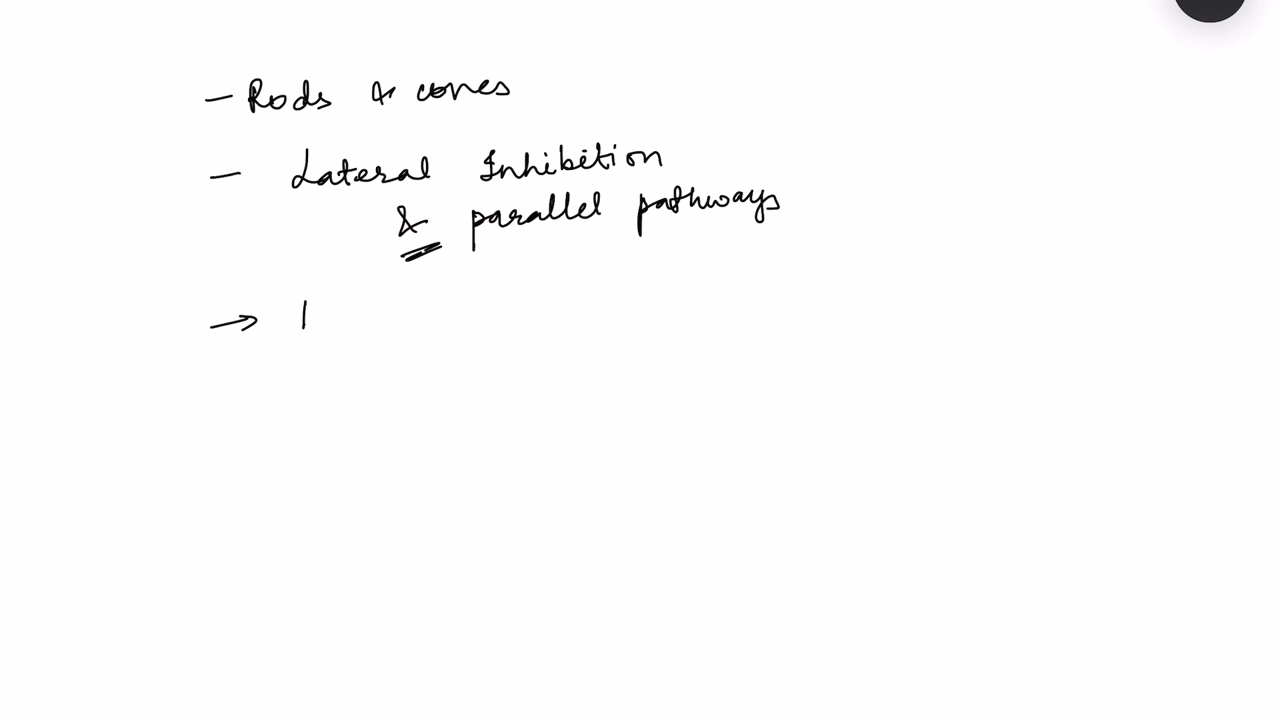 – Rods & cones
– Lateral Inhibition
& parallel pathways
→ |